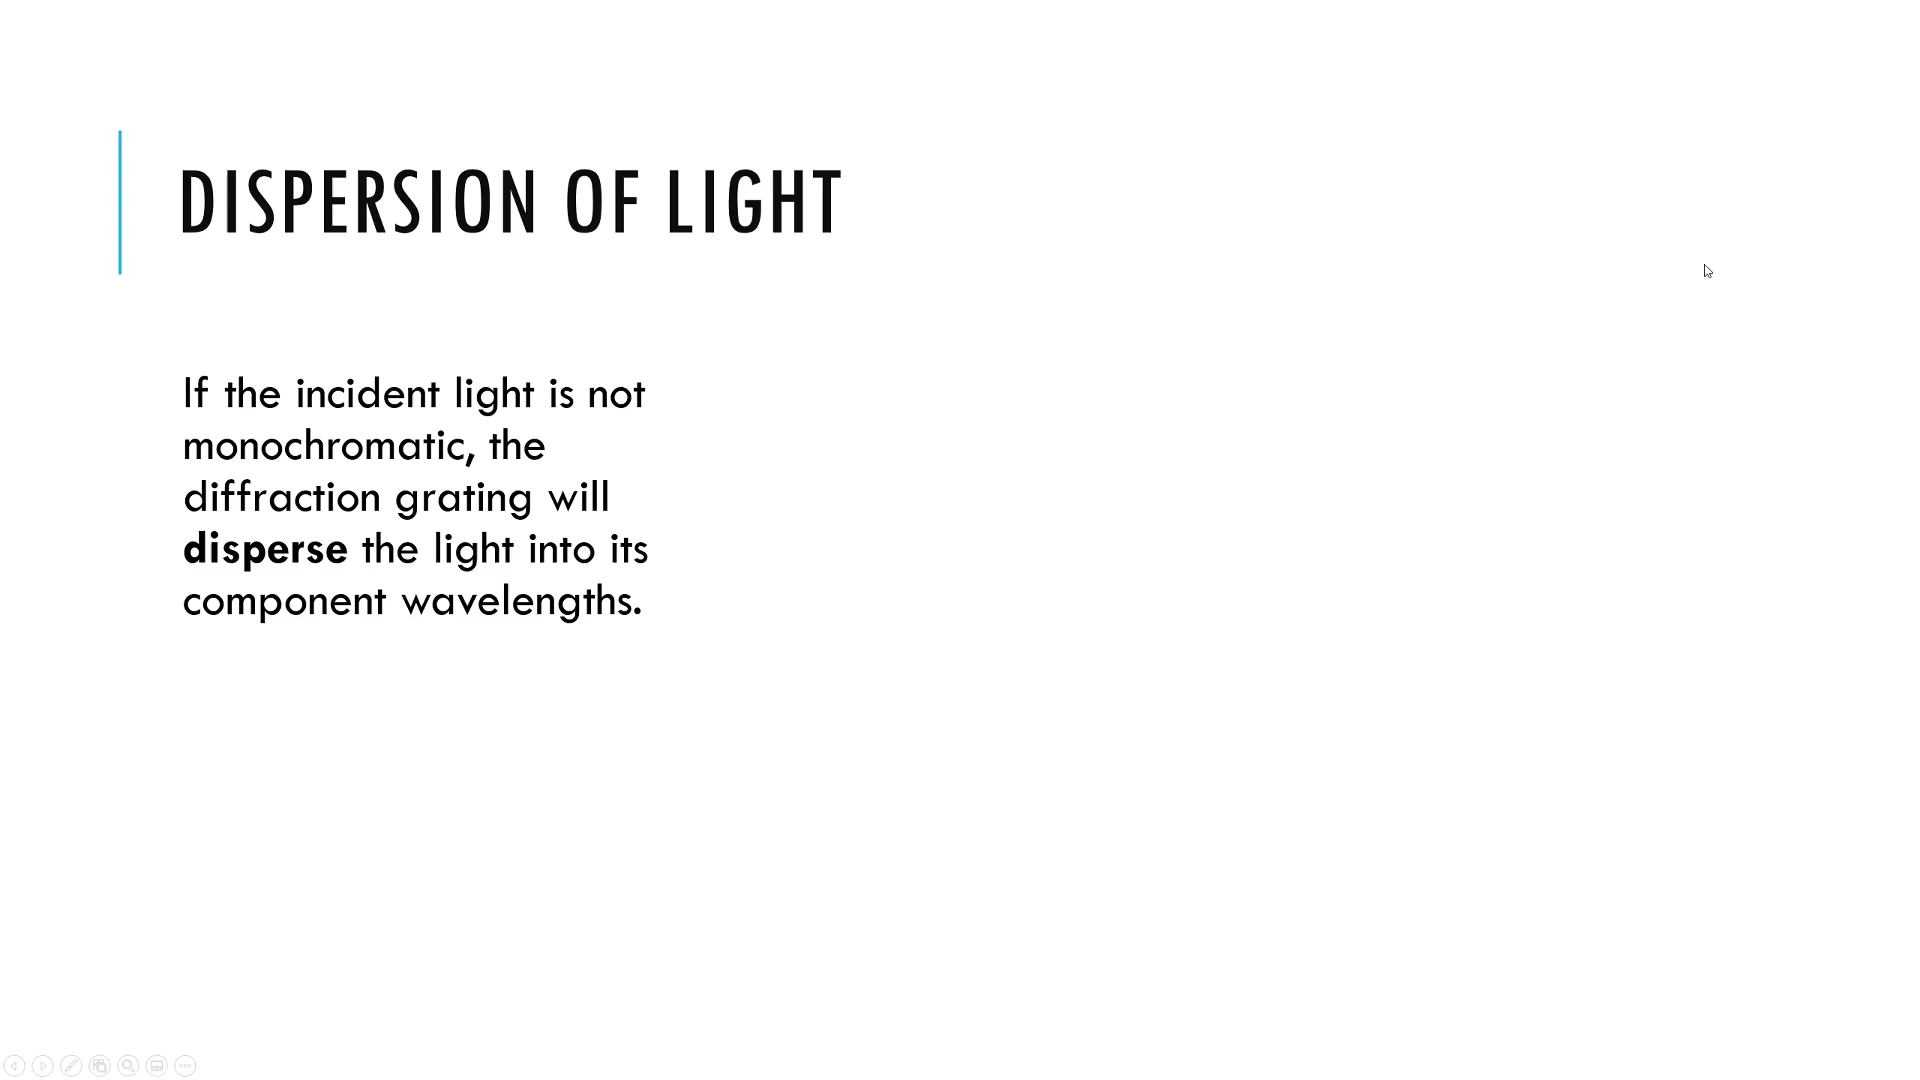 DISPERSION OF LIGHT
If the incident light is not
monochromatic, the
diffraction grating will
disperse the light into its
component wavelengths.